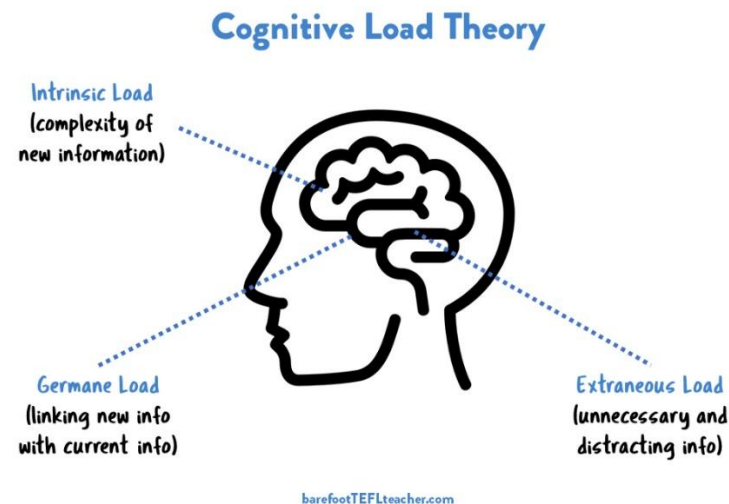 Cognitive Load Theory
Intrinsic Load
(complexity of
new information)
Germane Load
(linking new info
with current info)
Extraneous Load
(unnecessary and
distracting info)
barefootTEFLteacher.com